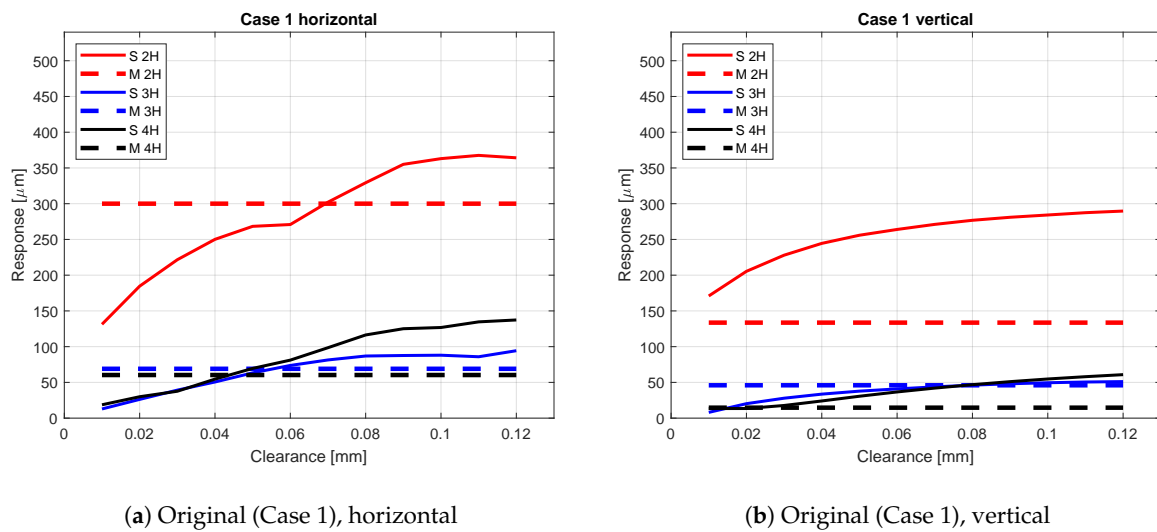 Case 1 horizontal
550
500
450
400
350
300
250
200
150
100
50
0
Response [μm]
S 2H
M 2H
S 3H
M 3H
S 4H
M 4H
0 0.02 0.04 0.06 0.08 0.1 0.12
Clearance [mm]
(a) Original (Case 1), horizontal
Case 1 vertical
500
450
400
350
300
250
200
150
100
50
0
Response [μm]
S 2H
M 2H
S 3H
M 3H
S 4H
M 4H
0 0.02 0.04 0.06 0.08 0.1 0.12
Clearance [mm]
(b) Original (Case 1), vertical